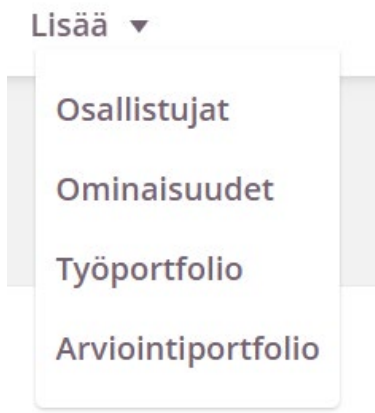 Lisää
Osallistujat
Ominaisuudet
Työportfolio
Arviointiportfolio